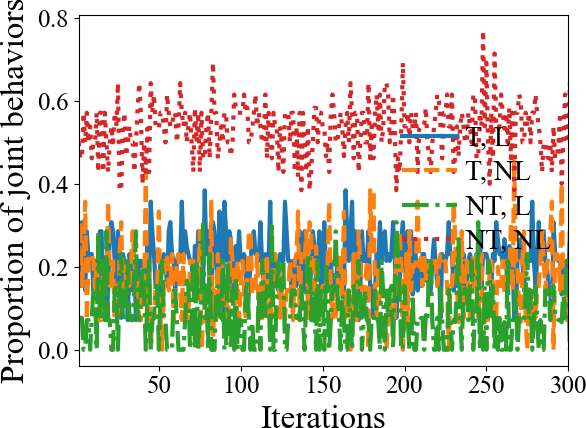 Proportion of joint behaviors
0.8
0.6
0.4
0.2
0.0
T, L
T, NL
NT, L
NT, NL
50
100
150
200
250
300
Iterations